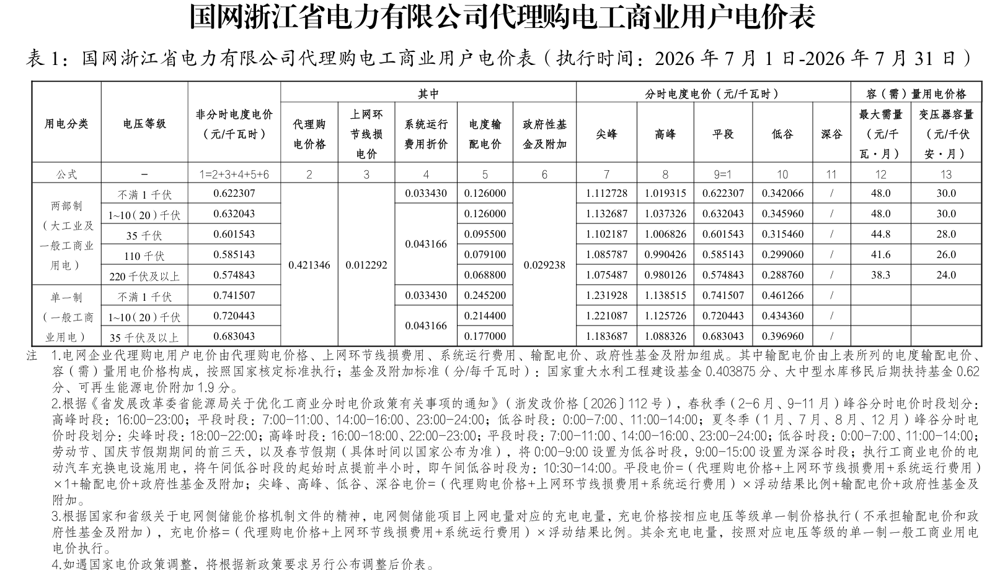 国网浙江省电力有限公司代理购电工商业用户电价表
表 1：国网浙江省电力有限公司代理购电工商业用户电价表（执行时间：2026 年 7 月 1 日-2026 年 7 月 31 日）
用电分类 电压等级 非分时电度电价（元/千瓦时） 其中 分时电度电价（元/千瓦时） 容（需）量用电价格
代理购电价格 上网环节线损电价 系统运行费用折价 电度输配电价 政府性基金及附加 尖峰 高峰 平段 低谷 深谷 最大需量（元/千瓦·月） 变压器容量（元/千伏安·月）
公式 － 1=2+3+4+5+6 2 3 4 5 6 7 8 9=1 10 11 12 13
两部制（大工业及一般工商业用电） 不满 1 千伏 0.622307 0.421346 0.012292 0.033430 0.126000 0.029238 1.112728 1.019315 0.622307 0.342066 / 48.0 30.0
1~10（20）千伏 0.632043 0.043166 0.126000 1.132687 1.037326 0.632043 0.345960 / 48.0 30.0
35 千伏 0.601543 0.095500 1.102187 1.006826 0.601543 0.315460 / 44.8 28.0
110 千伏 0.585143 0.079100 1.085787 0.990426 0.585143 0.299060 / 41.6 26.0
220 千伏及以上 0.574843 0.068800 1.075487 0.980126 0.574843 0.288760 / 38.3 24.0
单一制（一般工商业用电） 不满 1 千伏 0.741507 0.033430 0.245200 1.231928 1.138515 0.741507 0.461266 /
1~10（20）千伏 0.720443 0.043166 0.214400 1.221087 1.125726 0.720443 0.434360 /
35 千伏及以上 0.683043 0.177000 1.183687 1.088326 0.683043 0.396960 /
注 1.电网企业代理购电用户电价由代理购电价格、上网环节线损费用、系统运行费用、输配电价、政府性基金及附加组成。其中输配电价由上表所列的电度输配电价、
容（需）量用电价格构成，按照国家核定标准执行；基金及附加标准（分/每千瓦时）：国家重大水利工程建设基金 0.403875 分、大中型水库移民后期扶持基金 0.62
分、可再生能源电价附加 1.9 分。
2.根据《省发展改革委省能源局关于优化工商业分时电价政策有关事项的通知》（浙发改价格〔2026〕112 号），春秋季（2-6 月、9-11 月）峰谷分时电价时段划分：
高峰时段：16:00-23:00；平段时段：7:00-11:00、14:00-16:00、23:00-24:00；低谷时段：0:00-7:00、11:00-14:00；夏冬季（1 月、7 月、8 月、12 月）峰谷分时电
价时段划分：尖峰时段：18:00-22:00；高峰时段：16:00-18:00、22:00-23:00；平段时段：7:00-11:00、14:00-16:00、23:00-24:00；低谷时段：0:00-7:00、11:00-14:00；
劳动节、国庆节假期期间的前三天，以及春节假期（具体时间以国家公布为准），将 0:00-9:00 设置为低谷时段，9:00-15:00 设置为深谷时段；执行工商业电价的电
动汽车充换电设施用电，将午间低谷时段的起始时点提前半小时，即午间低谷时段为：10:30-14:00。平段电价=（代理购电价格+上网环节线损费用+系统运行费用）
×1+输配电价+政府性基金及附加；尖峰、高峰、低谷、深谷电价=（代理购电价格+上网环节线损费用+系统运行费用）×浮动结果比例+输配电价+政府性基金及
附加。
3.根据国家和省级关于电网侧储能价格机制文件的精神，电网侧储能项目上网电量对应的充电电量，充电价格按相应电压等级单一制价格执行（不承担输配电价和政
府性基金及附加），充电价格=（代理购电价格+上网环节线损费用+系统运行费用）×浮动结果比例。其余充电电量，按照对应电压等级的单一制一般工商业用电
电价执行。
4.如遇国家电价政策调整，将根据新政策要求另行公布调整后价表。